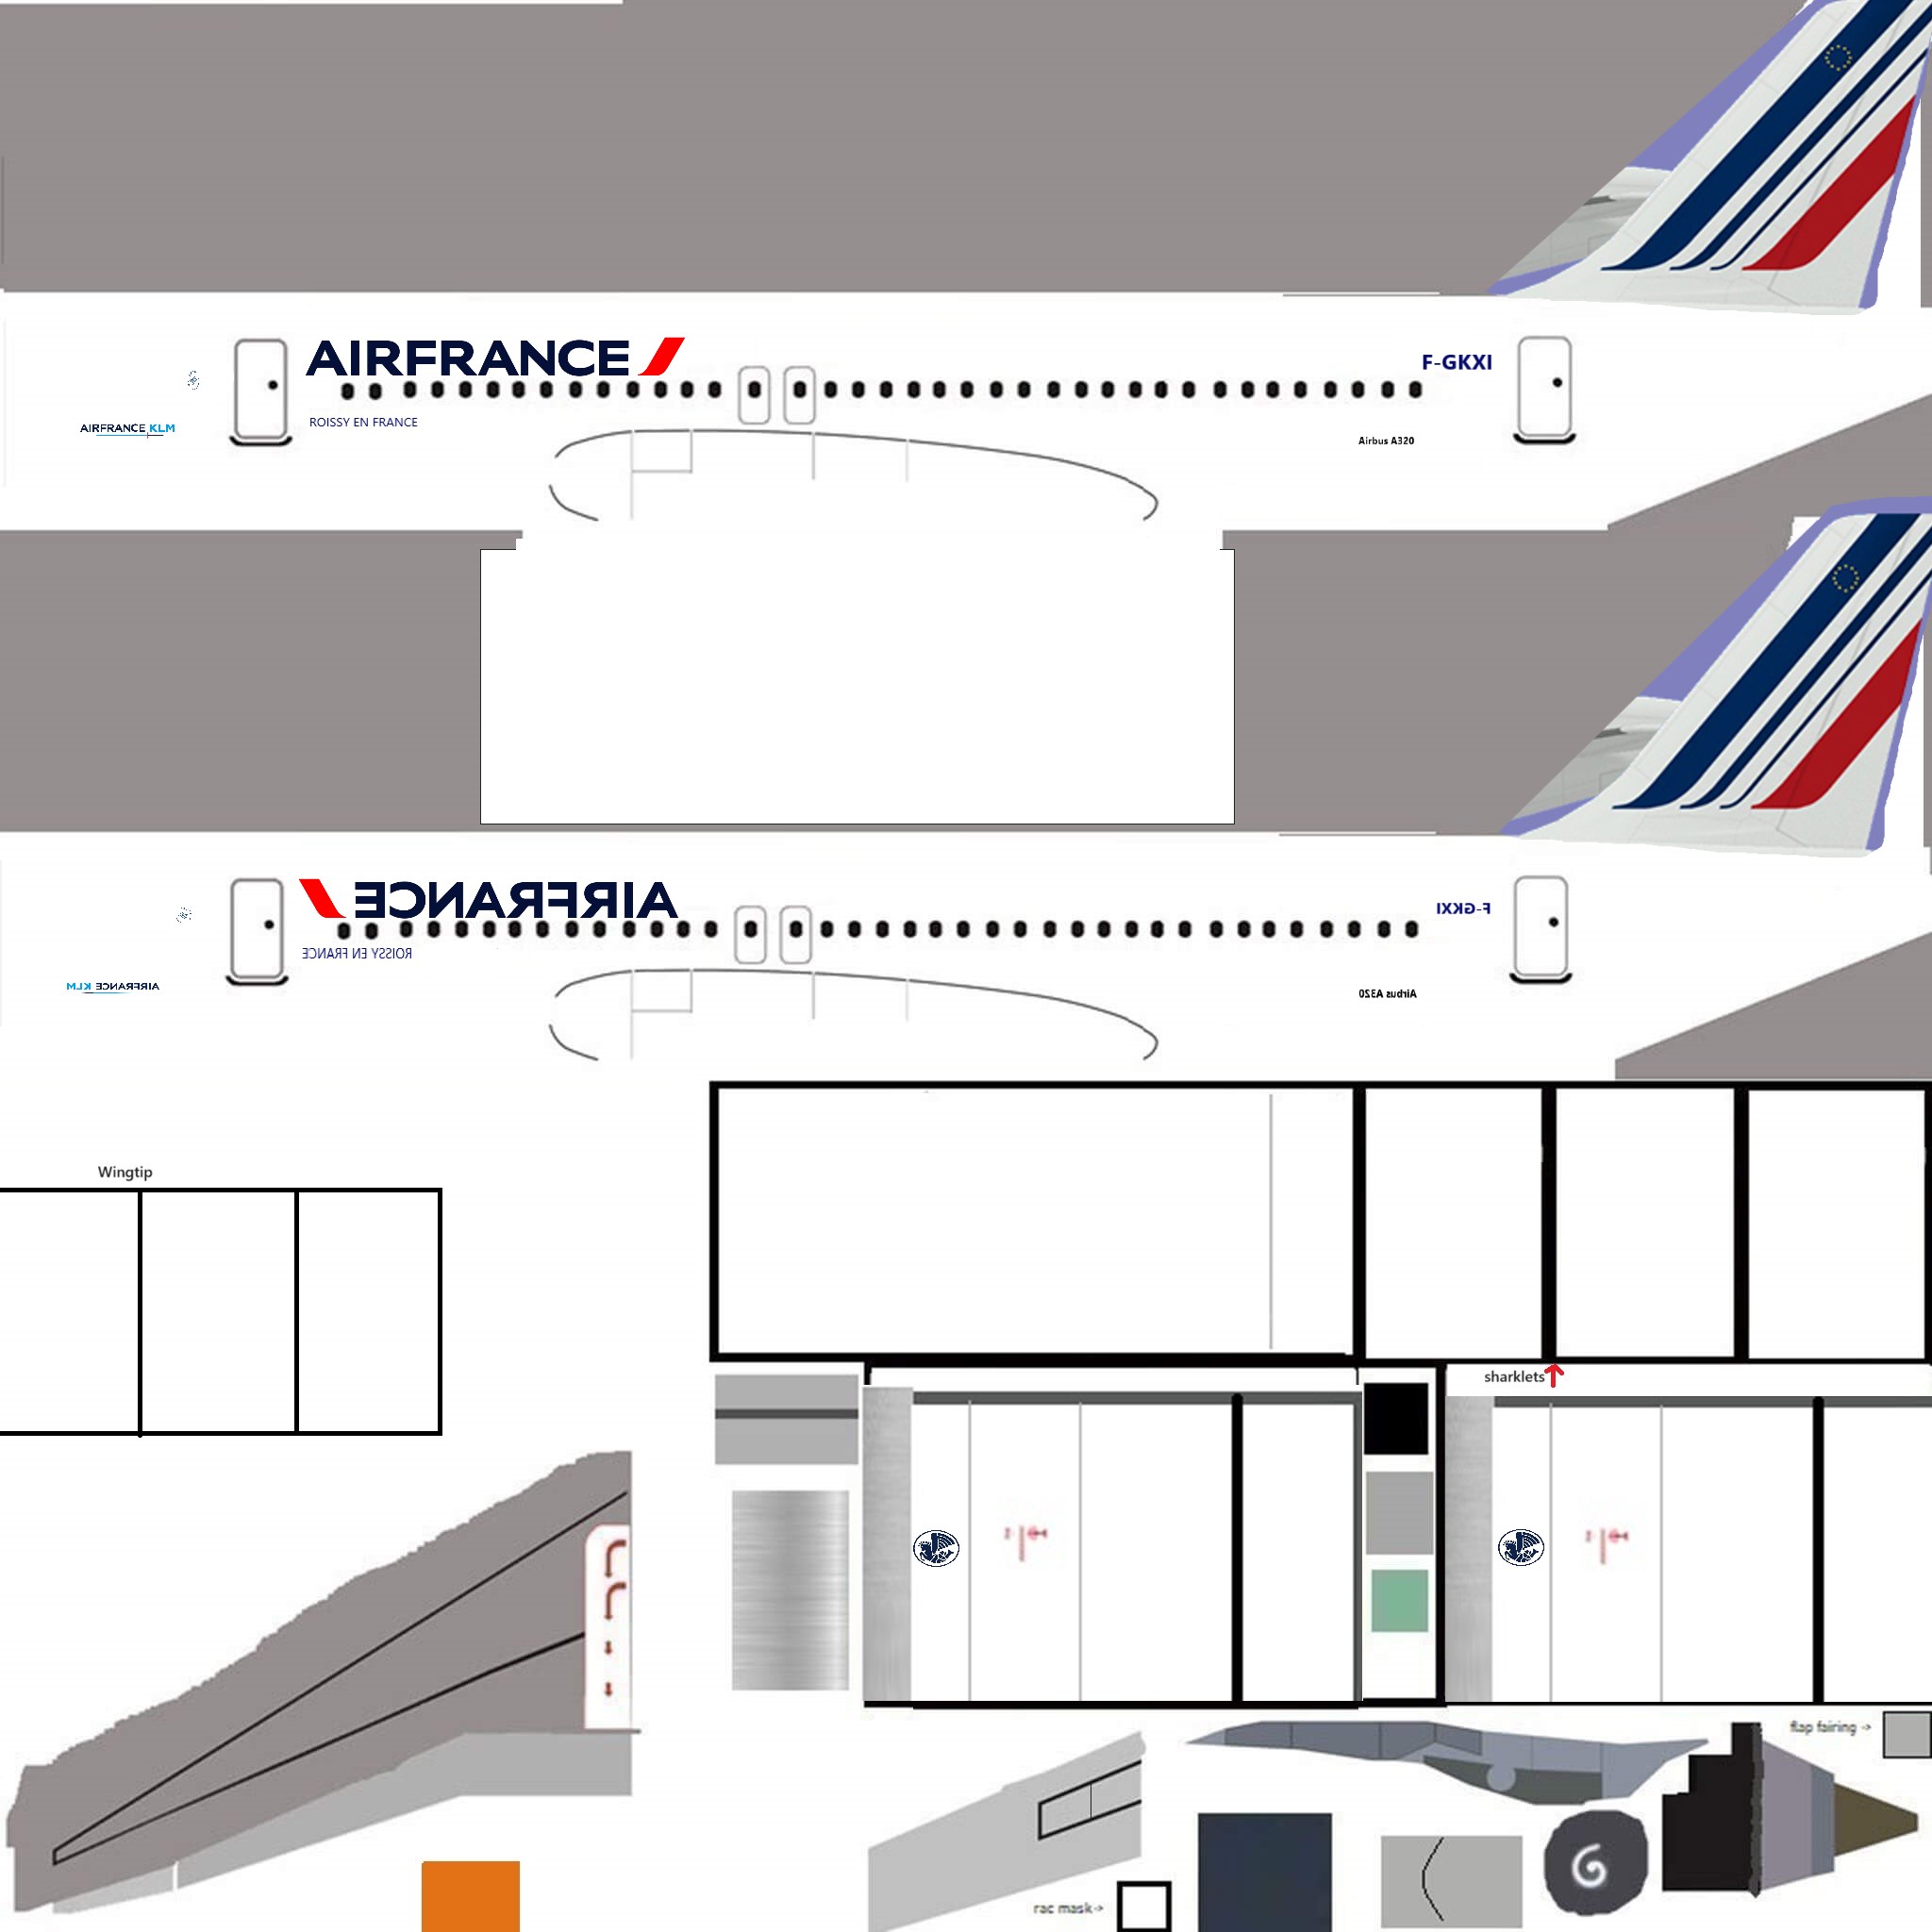 AIRFRANCE
F-GKXI
ROISSY EN FRANCE
AIRFRANCE KLM
Airbus A320
AIRFRANCE
F-GKXI
ROISSY EN FRANCE
AIRFRANCE KLM
Airbus A320
Wingtip
sharklets
flap fairing ->
rac mask->